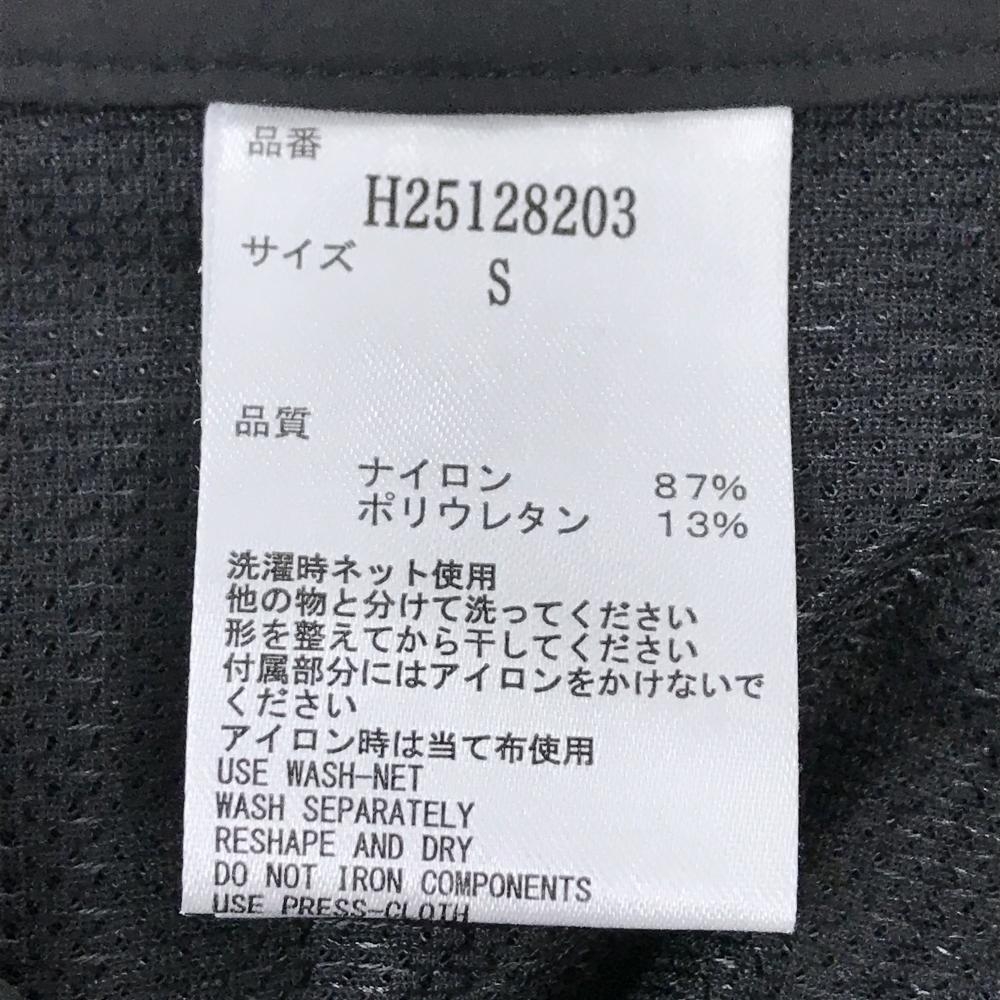 品番
H25128203
サイズ
S
品質
ナイロン 87%
ポリウレタン 13%
洗濯時ネット使用
他の物と分けて洗ってください
形を整えてから干してください
付属部分にはアイロンをかけないで
ください
アイロン時は当て布使用
USE WASH-NET
WASH SEPARATELY
RESHAPE AND DRY
DO NOT IRON COMPONENTS
USE PRESS-CLOTH